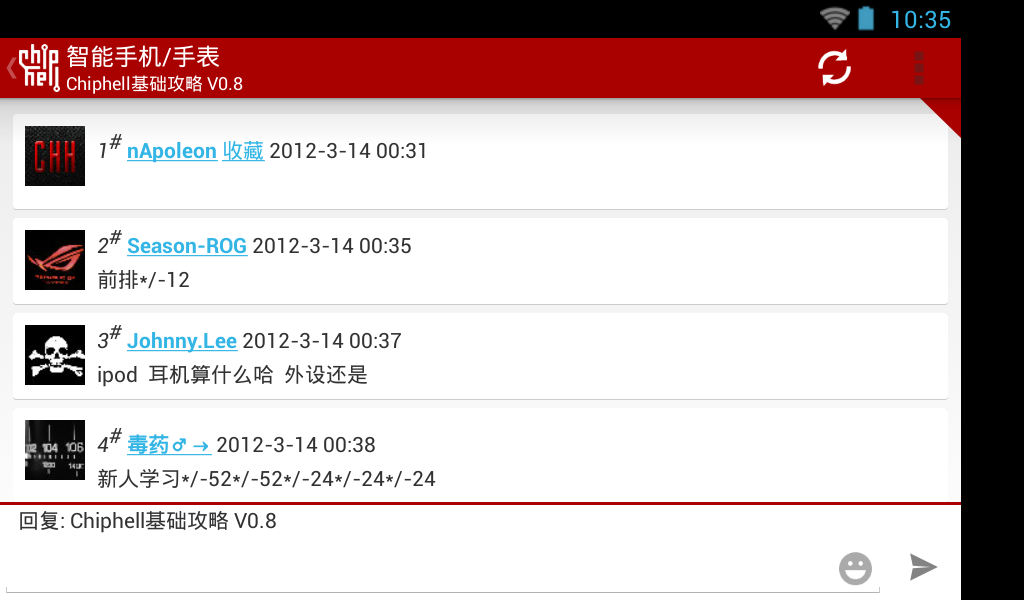 10:35
chip hell
智能手机/手表
Chiphell基础攻略 V0.8
CHH
1# nApoleon 收藏 2012-3-14 00:31
2# Season-ROG 2012-3-14 00:35
前排*/-12
3# Johnny.Lee 2012-3-14 00:37
ipod 耳机算什么哈 外设还是
104 106
4# 毒药♂→ 2012-3-14 00:38
新人学习*/-52*/-52*/-24*/-24*/-24
回复: Chiphell基础攻略 V0.8